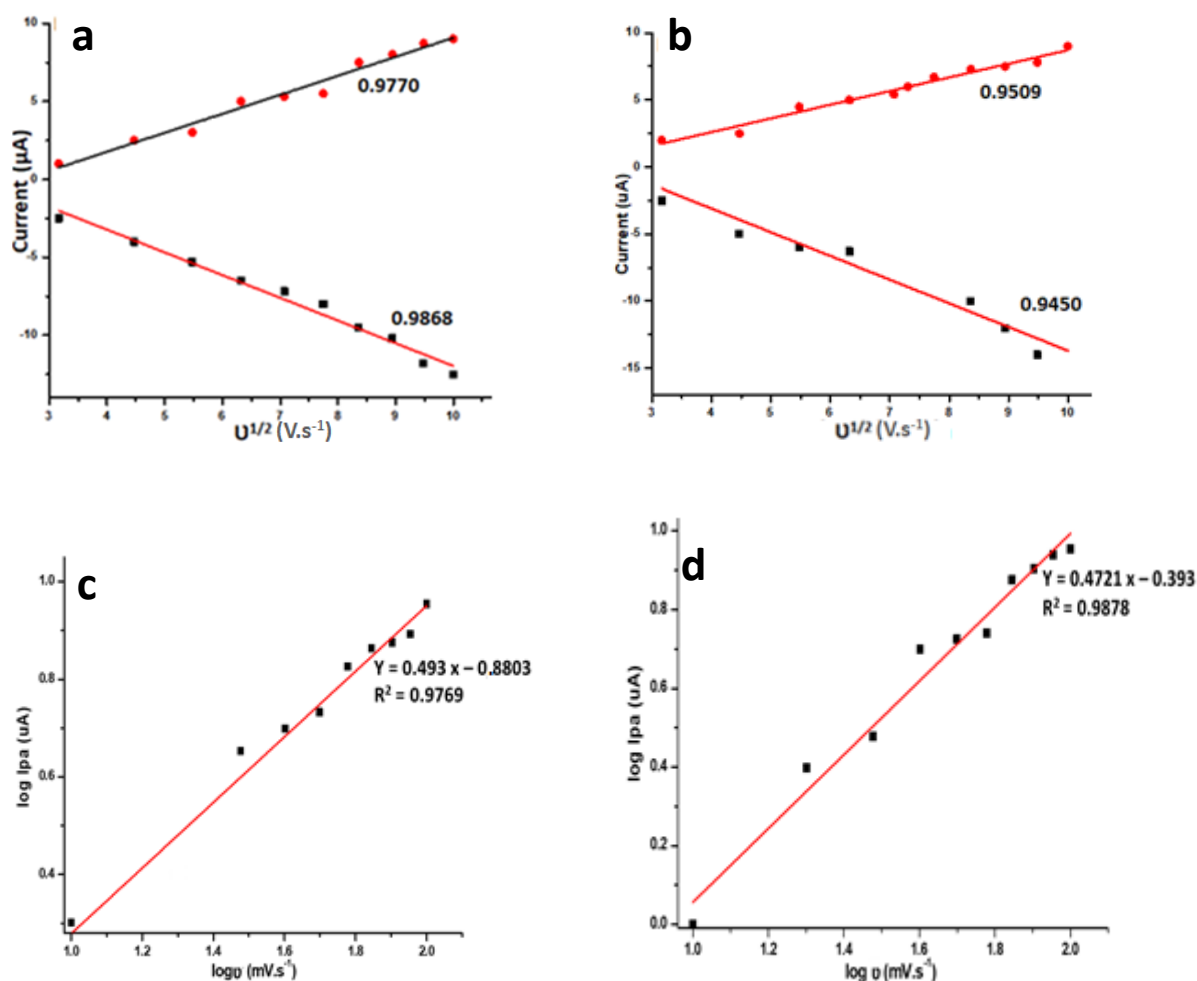 a
10
5
0
-5
-10
Current (µA)
0.9770
0.9868
3 4 5 6 7 8 9 10
υ1/2 (V.s-1)
b
10
5
0
-5
-10
-15
Current (uA)
0.9509
0.9450
3 4 5 6 7 8 9 10
υ1/2 (V.s-1)
c
1.0
0.8
0.6
0.4
log Ipa (uA)
Y = 0.493 x – 0.8803
R2 = 0.9769
1.0 1.2 1.4 1.6 1.8 2.0
logυ (mV.s-1)
d
1.0
0.8
0.6
0.4
0.2
0.0
log Ipa (uA)
Y = 0.4721 x – 0.393
R2 = 0.9878
1.0 1.2 1.4 1.6 1.8 2.0
log υ (mV.s-1)